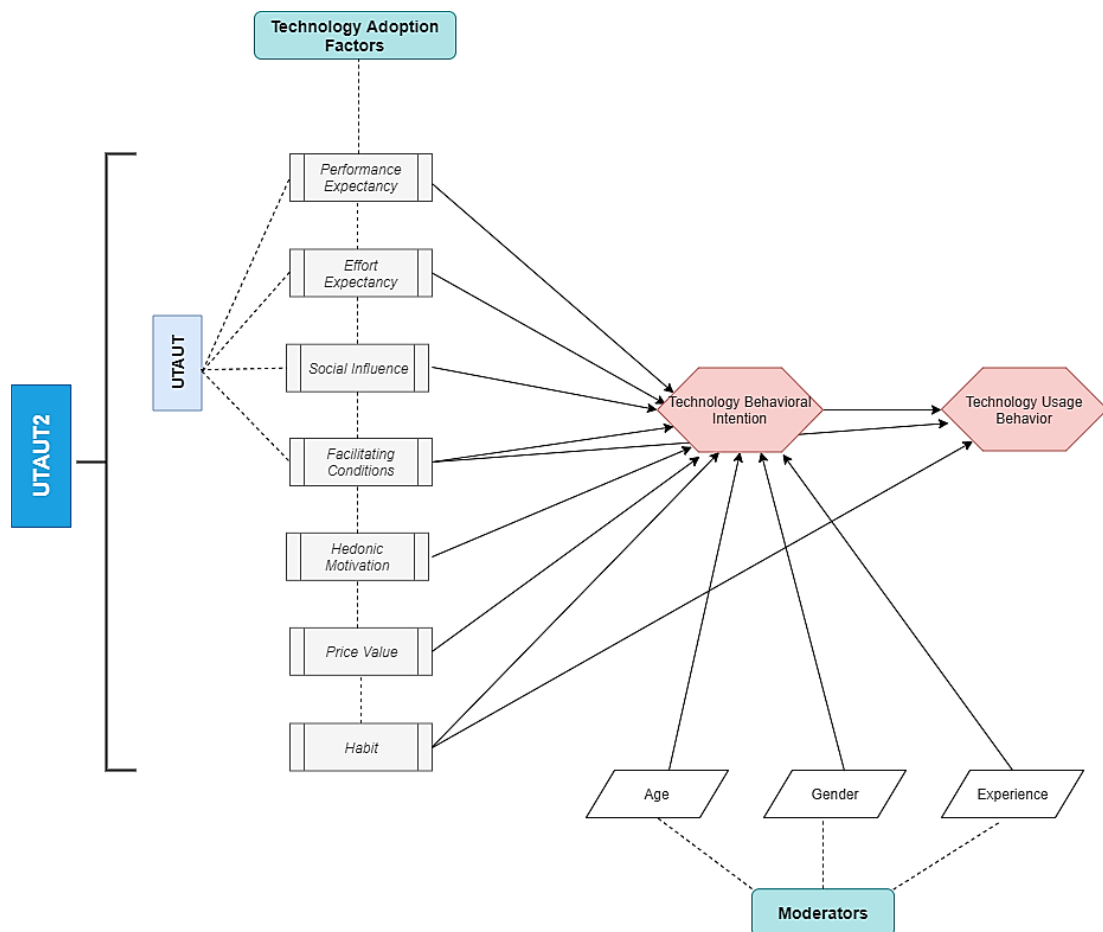 Technology Adoption
Factors
Performance
Expectancy
Effort
Expectancy
UTAUT
Social Influence
Technology Behavioral
Intention
Technology Usage
Behavior
UTAUT2
Facilitating
Conditions
Hedonic
Motivation
Price Value
Habit
Age
Gender
Experience
Moderators